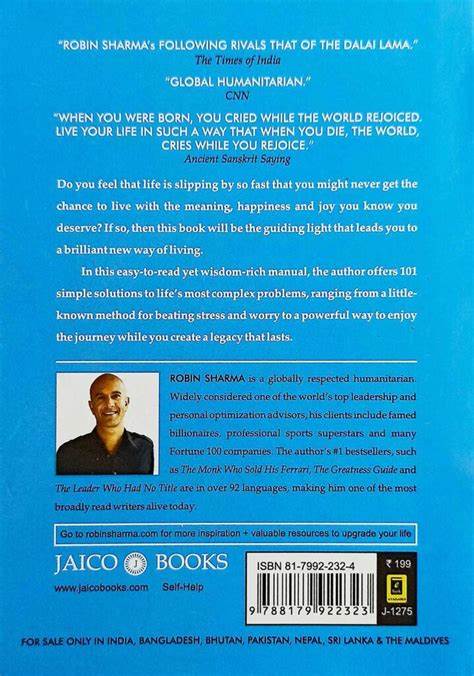 "ROBIN SHARMA's FOLLOWING RIVALS THAT OF THE DALAI LAMA."
The Times of India
"GLOBAL HUMANITARIAN."
CNN
"WHEN YOU WERE BORN, YOU CRIED WHILE THE WORLD REJOICED.
LIVE YOUR LIFE IN SUCH A WAY THAT WHEN YOU DIE, THE WORLD,
CRIES WHILE YOU REJOICE."
Ancient Sanskrit Saying
Do you feel that life is slipping by so fast that you might never get the
chance to live with the meaning, happiness and joy you know you
deserve? If so, then this book will be the guiding light that leads you to
a brilliant new way of living.
In this easy-to-read yet wisdom-rich manual, the author offers 101
simple solutions to life's most complex problems, ranging from a little-
known method for beating stress and worry to a powerful way to enjoy
the journey while you create a legacy that lasts.
ROBIN SHARMA is a globally respected humanitarian.
Widely considered one of the world's top leadership and
personal optimization advisors, his clients include famed
billionaires, professional sports superstars and many
Fortune 100 companies. The author's #1 bestsellers, such
as The Monk Who Sold His Ferrari, The Greatness Guide and
The Leader Who Had No Title are in over 92 languages, making him one of the most
broadly read writers alive today.
Go to robinsharma.com for more inspiration + valuable resources to upgrade your life
JAICO J BOOKS
www.jaicobooks.com Self-Help
ISBN 81-7992-232-4
9 788179 922323
₹ 199
J-1275
FOR SALE ONLY IN INDIA, BANGLADESH, BHUTAN, PAKISTAN, NEPAL, SRI LANKA & THE MALDIVES